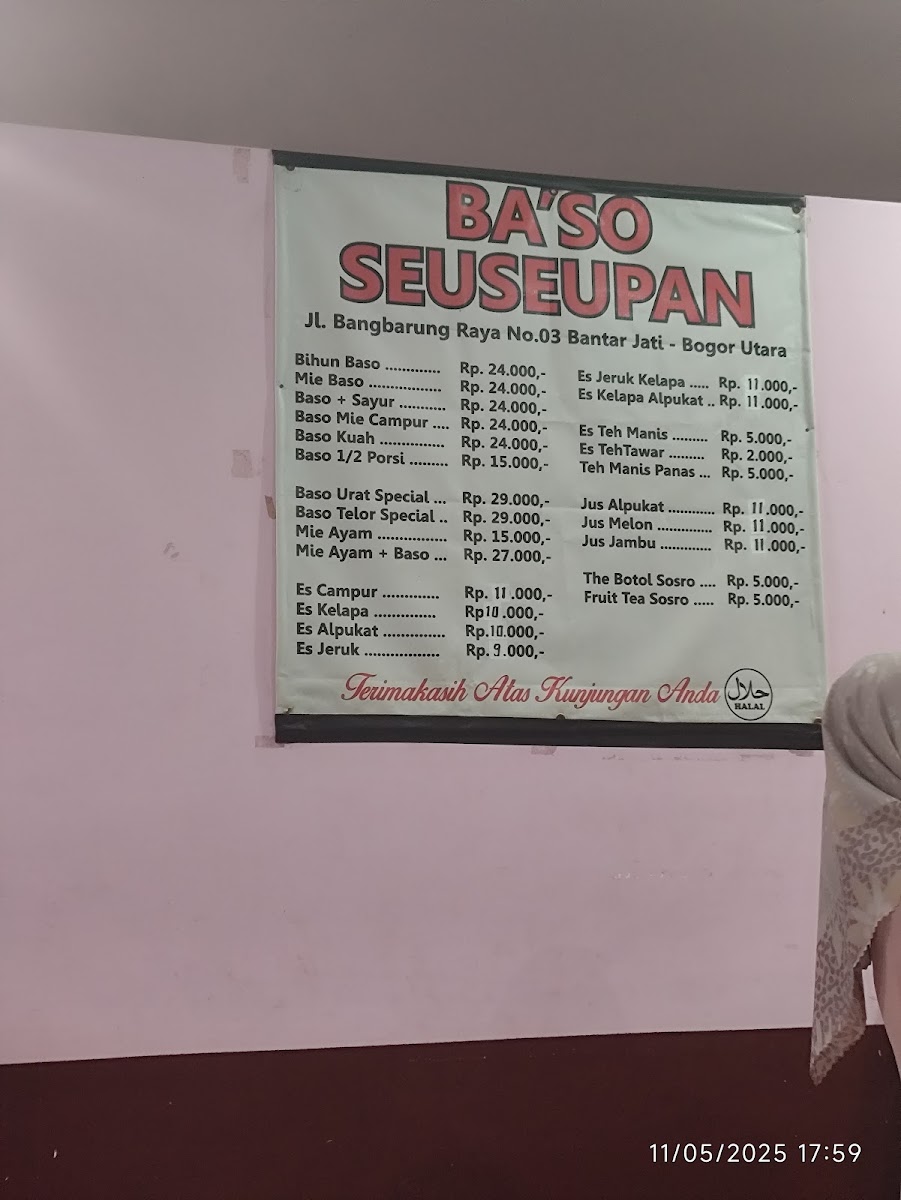 BA'SO
SEUSEUPAN
Jl. Bangbarung Raya No.03 Bantar Jati - Bogor Utara
Bihun Baso ............. Rp. 24.000,-
Mie Baso ................. Rp. 24.000,-
Baso + Sayur ........... Rp. 24.000,-
Baso Mie Campur .... Rp. 24.000,-
Baso Kuah ............... Rp. 24.000,-
Baso 1/2 Porsi ......... Rp. 15.000,-
Baso Urat Special ... Rp. 29.000,-
Baso Telor Special .. Rp. 29.000,-
Mie Ayam ................ Rp. 15.000,-
Mie Ayam + Baso ... Rp. 27.000,-
Es Campur ............. Rp. 11.000,-
Es Kelapa .............. Rp10.000,-
Es Alpukat .............. Rp.10.000,-
Es Jeruk .................. Rp. 9.000,-
Es Jeruk Kelapa ..... Rp. 11.000,-
Es Kelapa Alpukat .. Rp. 11.000,-
Es Teh Manis ......... Rp. 5.000,-
Es TehTawar ......... Rp. 2.000,-
Teh Manis Panas ... Rp. 5.000,-
Jus Alpukat ............ Rp. 11.000,-
Jus Melon .............. Rp. 11.000,-
Jus Jambu ............. Rp. 11.000,-
The Botol Sosro .... Rp. 5.000,-
Fruit Tea Sosro ..... Rp. 5.000,-
Terimakasih Atas Kunjungan Anda
حلال
HALAL
11/05/2025 17:59